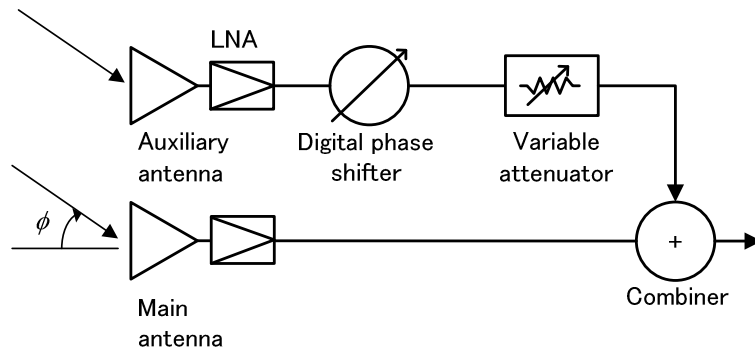 LNA
Auxiliary
antenna
Digital phase
shifter
Variable
attenuator
ϕ
+
Combiner
Main
antenna